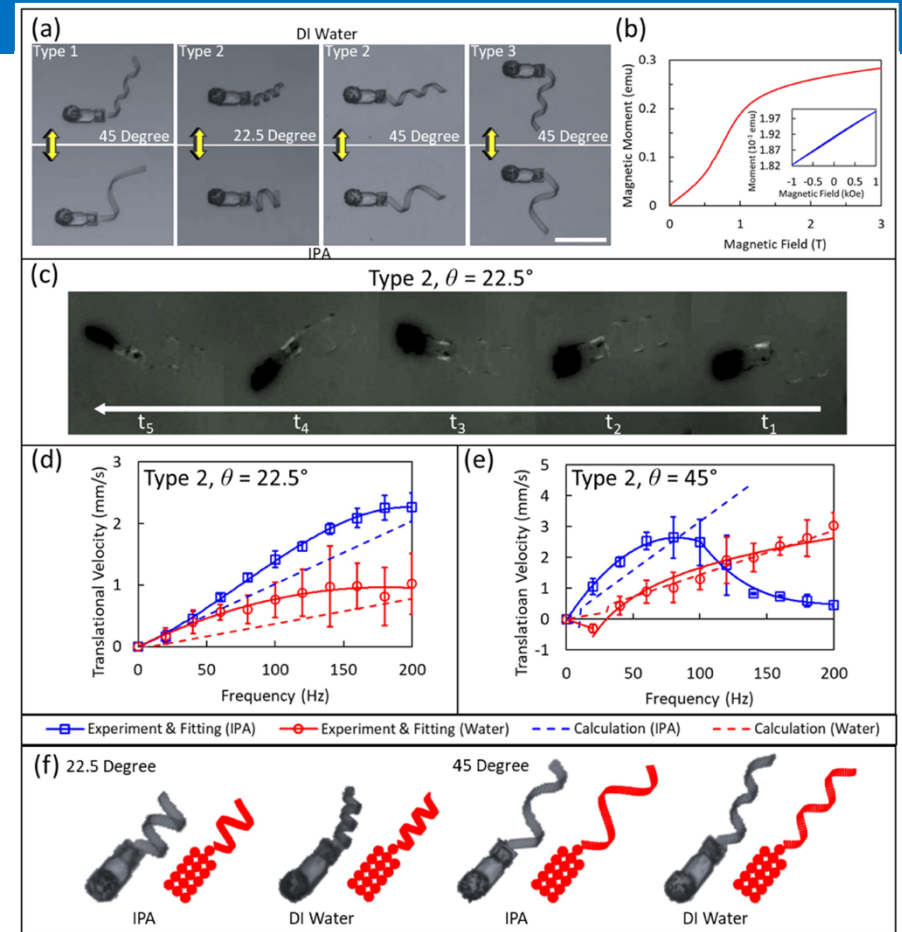 (a)
DI Water
Type 1
Type 2
Type 2
Type 3
45 Degree
22.5 Degree
45 Degree
45 Degree
IPA
(b)
Magnetic Moment (emu)
0.3
0.2
0.1
0
0
1
2
3
Magnetic Field (T)
Moment (10⁻¹ emu)
1.97
1.92
1.87
1.82
-1
-0.5
0
0.5
1
Magnetic Field (kOe)
(c)
Type 2, θ = 22.5°
t₅
t₄
t₃
t₂
t₁
(d)
Type 2, θ = 22.5°
Translational Velocity (mm/s)
3
2
1
0
0
50
100
150
200
Frequency (Hz)
(e)
Type 2, θ = 45°
Translatioan Velocity (mm/s)
5
4
3
2
1
0
-1
0
50
100
150
200
Frequency (Hz)
Experiment & Fitting (IPA)
Experiment & Fitting (Water)
Calculation (IPA)
Calculation (Water)
(f)
22.5 Degree
45 Degree
IPA
DI Water
IPA
DI Water